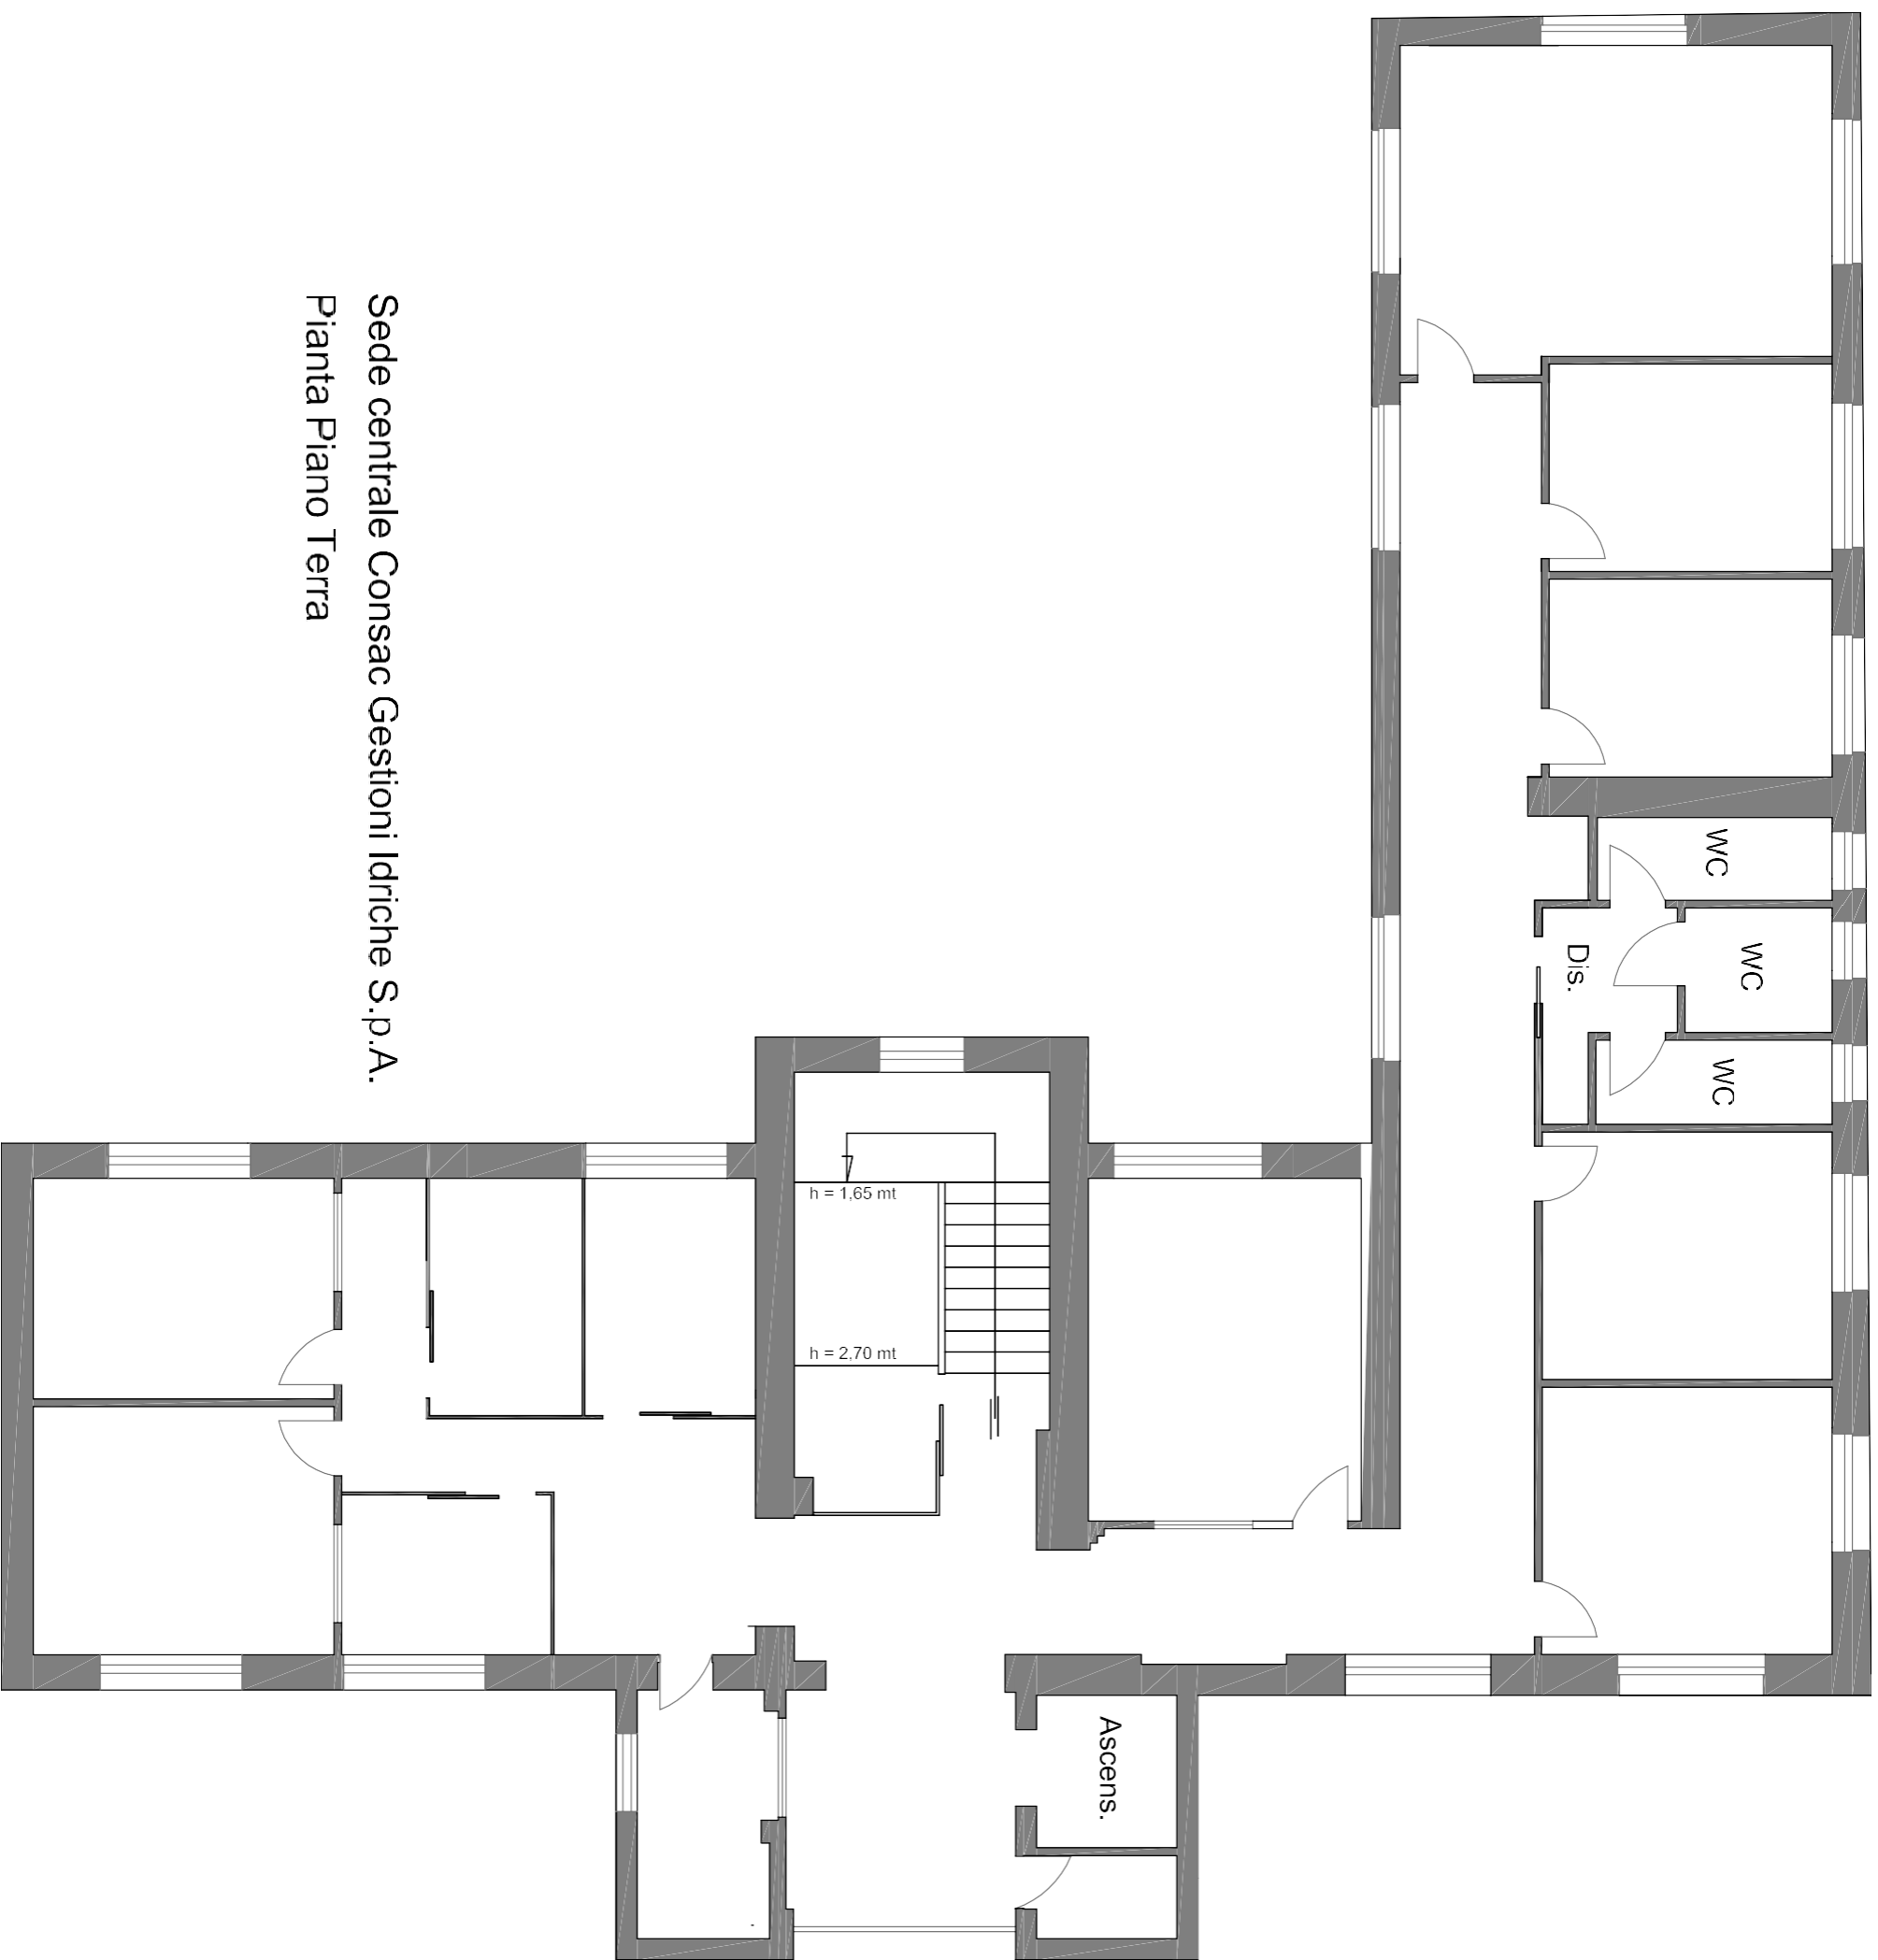 Sede centrale Consac Gestioni Idriche S.p.A.
Pianta Piano Terra
WC
WC
Dis.
WC
h = 1,65 mt
h = 2,70 mt
Ascens.